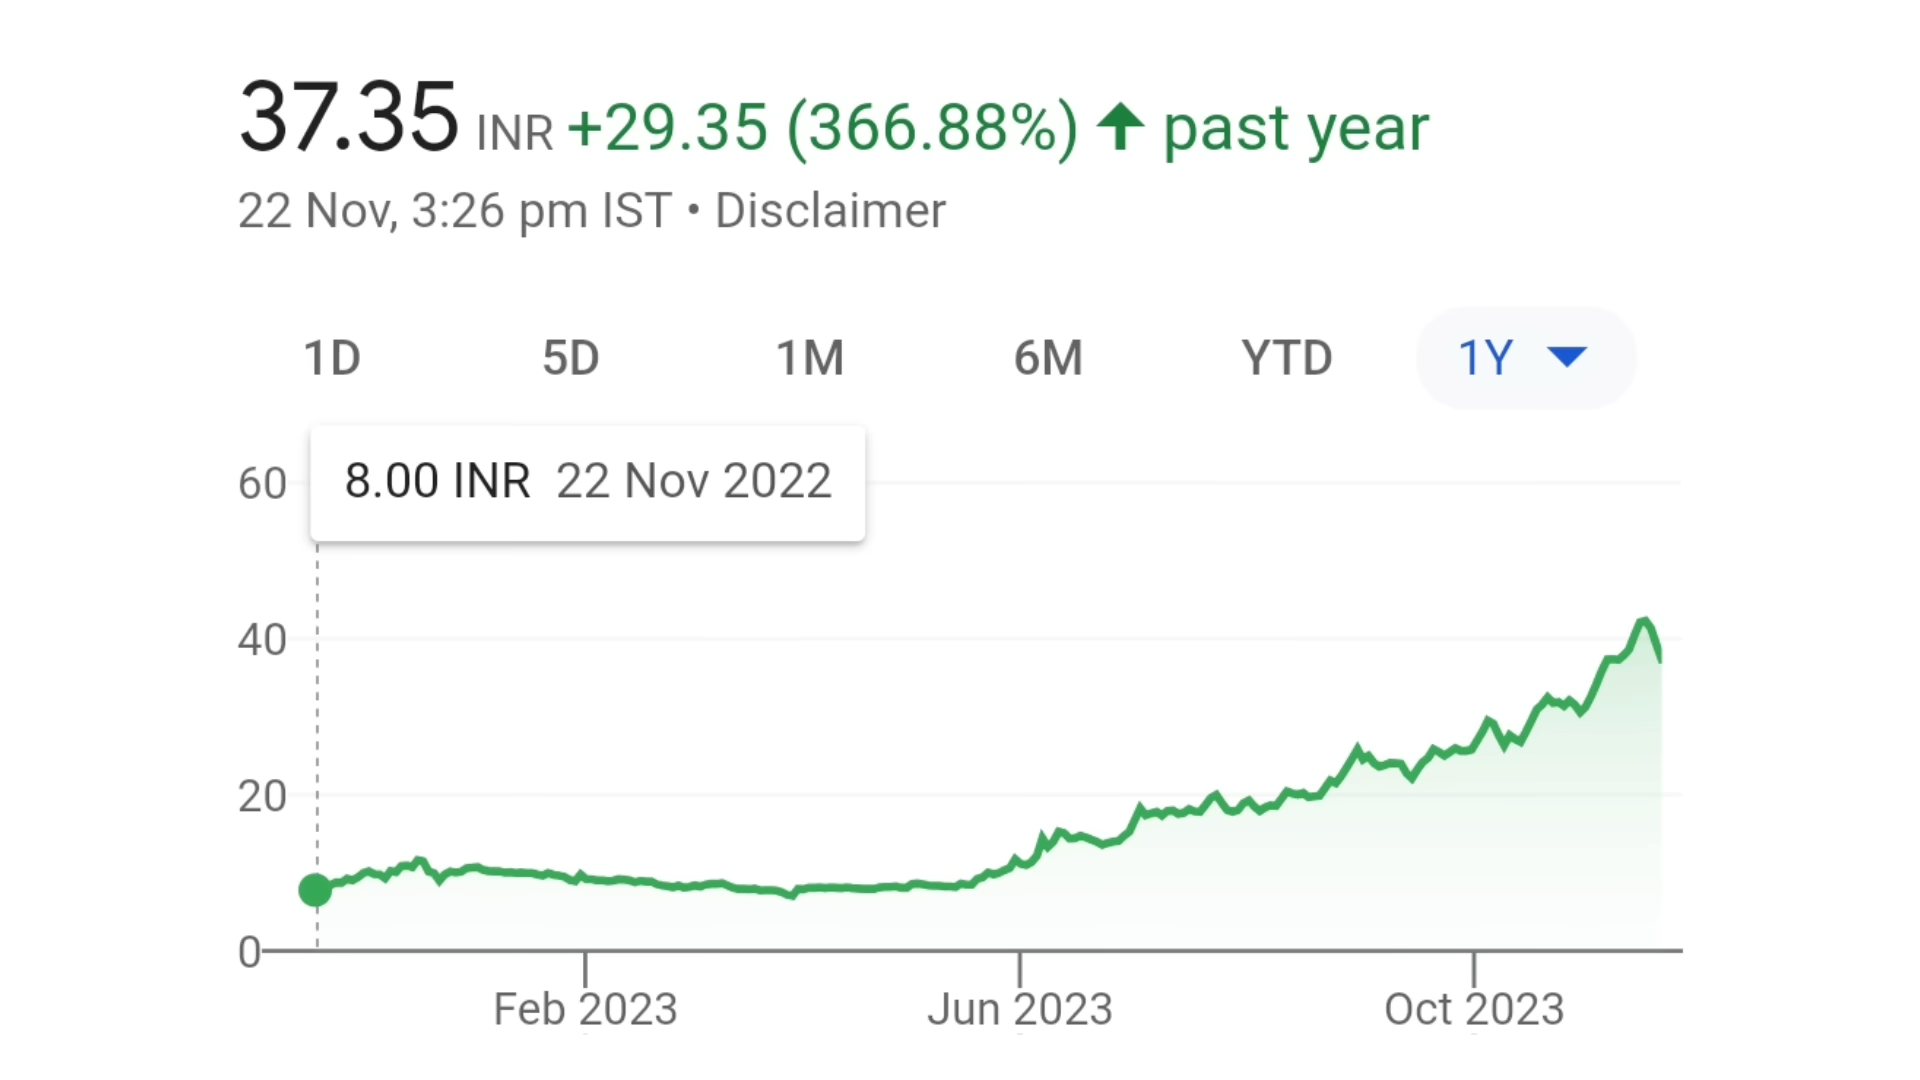 37.35 INR +29.35 (366.88%) ↑ past year
22 Nov, 3:26 pm IST • Disclaimer
1D 5D 1M 6M YTD 1Y
8.00 INR 22 Nov 2022
60
40
20
0
Feb 2023 Jun 2023 Oct 2023